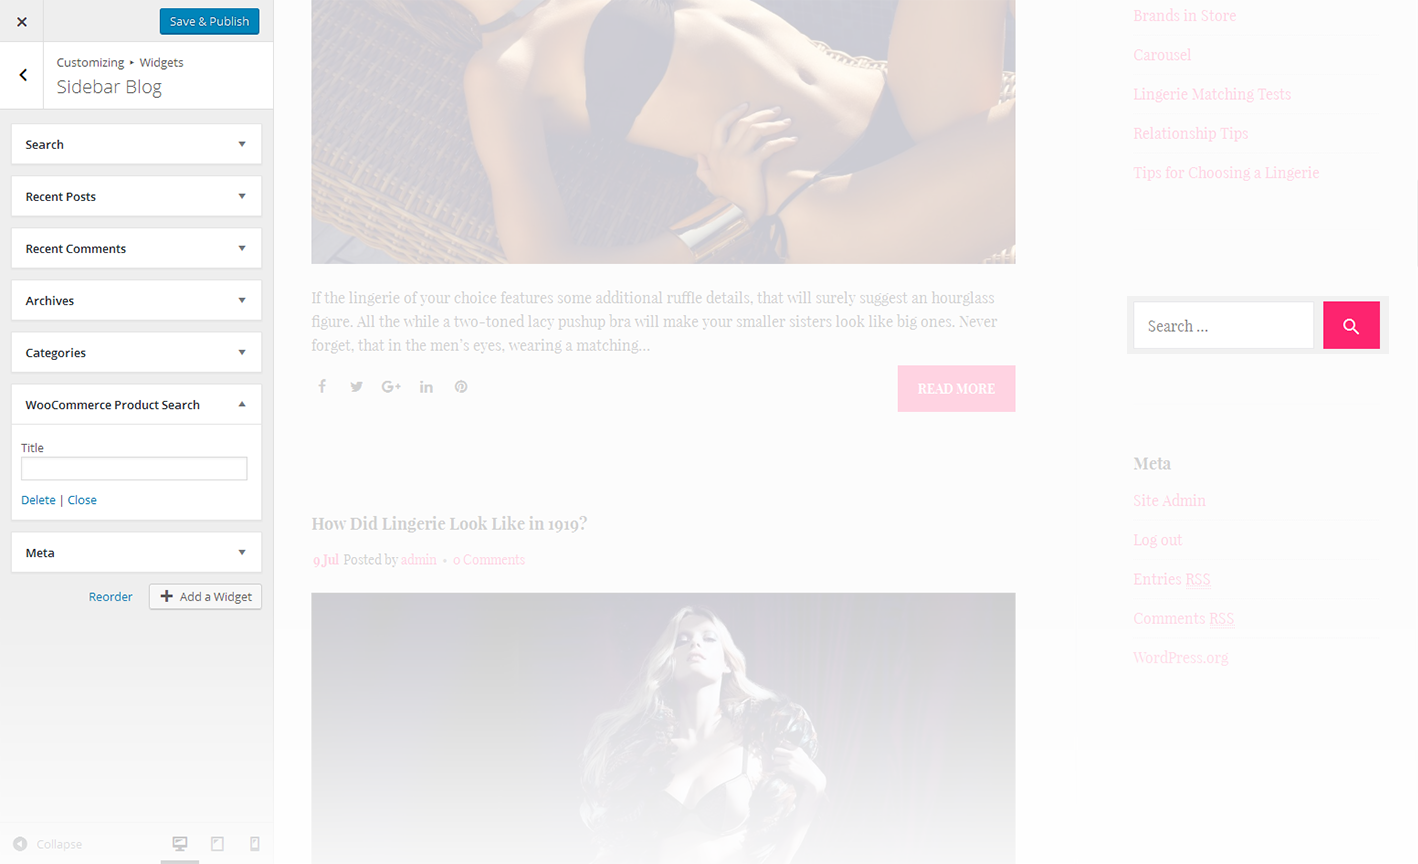 Save & Publish
Customizing ▸ Widgets
Sidebar Blog
Search
Recent Posts
Recent Comments
Archives
Categories
WooCommerce Product Search
Title
Delete | Close
Meta
Reorder
Add a Widget
Collapse
If the lingerie of your choice features some additional ruffle details, that will surely suggest an hourglass
figure. All the while a two-toned lacy pushup bra will make your smaller sisters look like big ones. Never
forget, that in the men's eyes, wearing a matching...
READ MORE
How Did Lingerie Look Like in 1919?
9 Jul Posted by admin • 0 Comments
Brands in Store
Carousel
Lingerie Matching Tests
Relationship Tips
Tips for Choosing a Lingerie
Search ...
Meta
Site Admin
Log out
Entries RSS
Comments RSS
WordPress.org